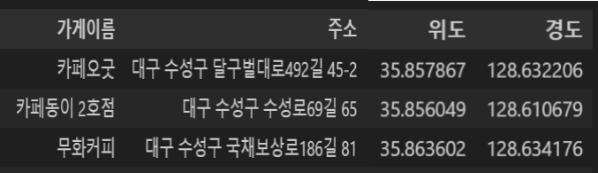 가게이름 주소 위도 경도
카페오굿 대구 수성구 달구벌대로492길 45-2 35.857867 128.632206
카페동이 2호점 대구 수성구 수성로69길 65 35.856049 128.610679
무화커피 대구 수성구 국채보상로186길 81 35.863602 128.634176